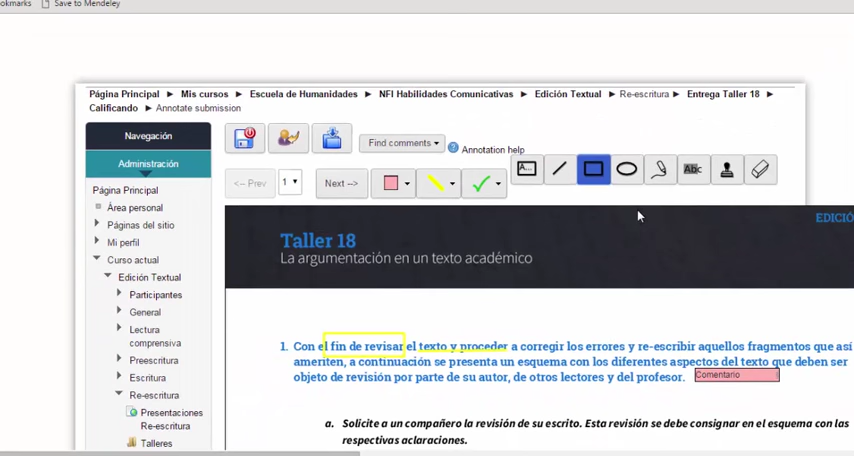 Save to Mendeley
Página Principal ► Mis cursos ► Escuela de Humanidades ► NFI Habilidades Comunicativas ► Edición Textual ► Re-escritura ► Entrega Taller 18 ►
Calificando ► Annotate submission
Navegación
Administración
Página Principal
Área personal
Páginas del sitio
Mi perfil
Curso actual
Edición Textual
Participantes
General
Lectura
comprensiva
Preescritura
Escritura
Re-escritura
Presentaciones
Re-escritura
Talleres
Find comments
Annotation help
<-- Prev
1
Next -->
A...
Abc
EDICIÓ
Taller 18
La argumentación en un texto académico
1. Con el fin de revisar el texto y proceder a corregir los errores y re-escribir aquellos fragmentos que así
ameriten, a continuación se presenta un esquema con los diferentes aspectos del texto que deben ser
objeto de revisión por parte de su autor, de otros lectores y del profesor.
Comentario
a. Solicite a un compañero la revisión de su escrito. Esta revisión se debe consignar en el esquema con las
respectivas aclaraciones.